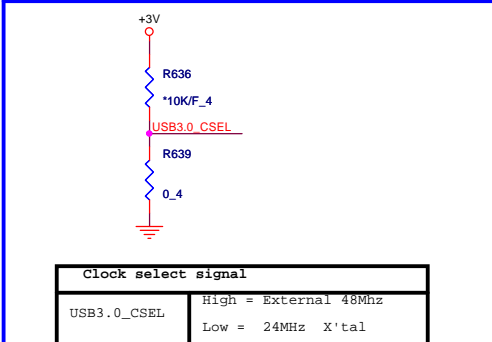 +3V
R636
*10K/F_4
USB3.0_CSEL
R639
0_4
Clock select signal
USB3.0_CSEL
High = External 48Mhz
Low = 24MHz X'tal